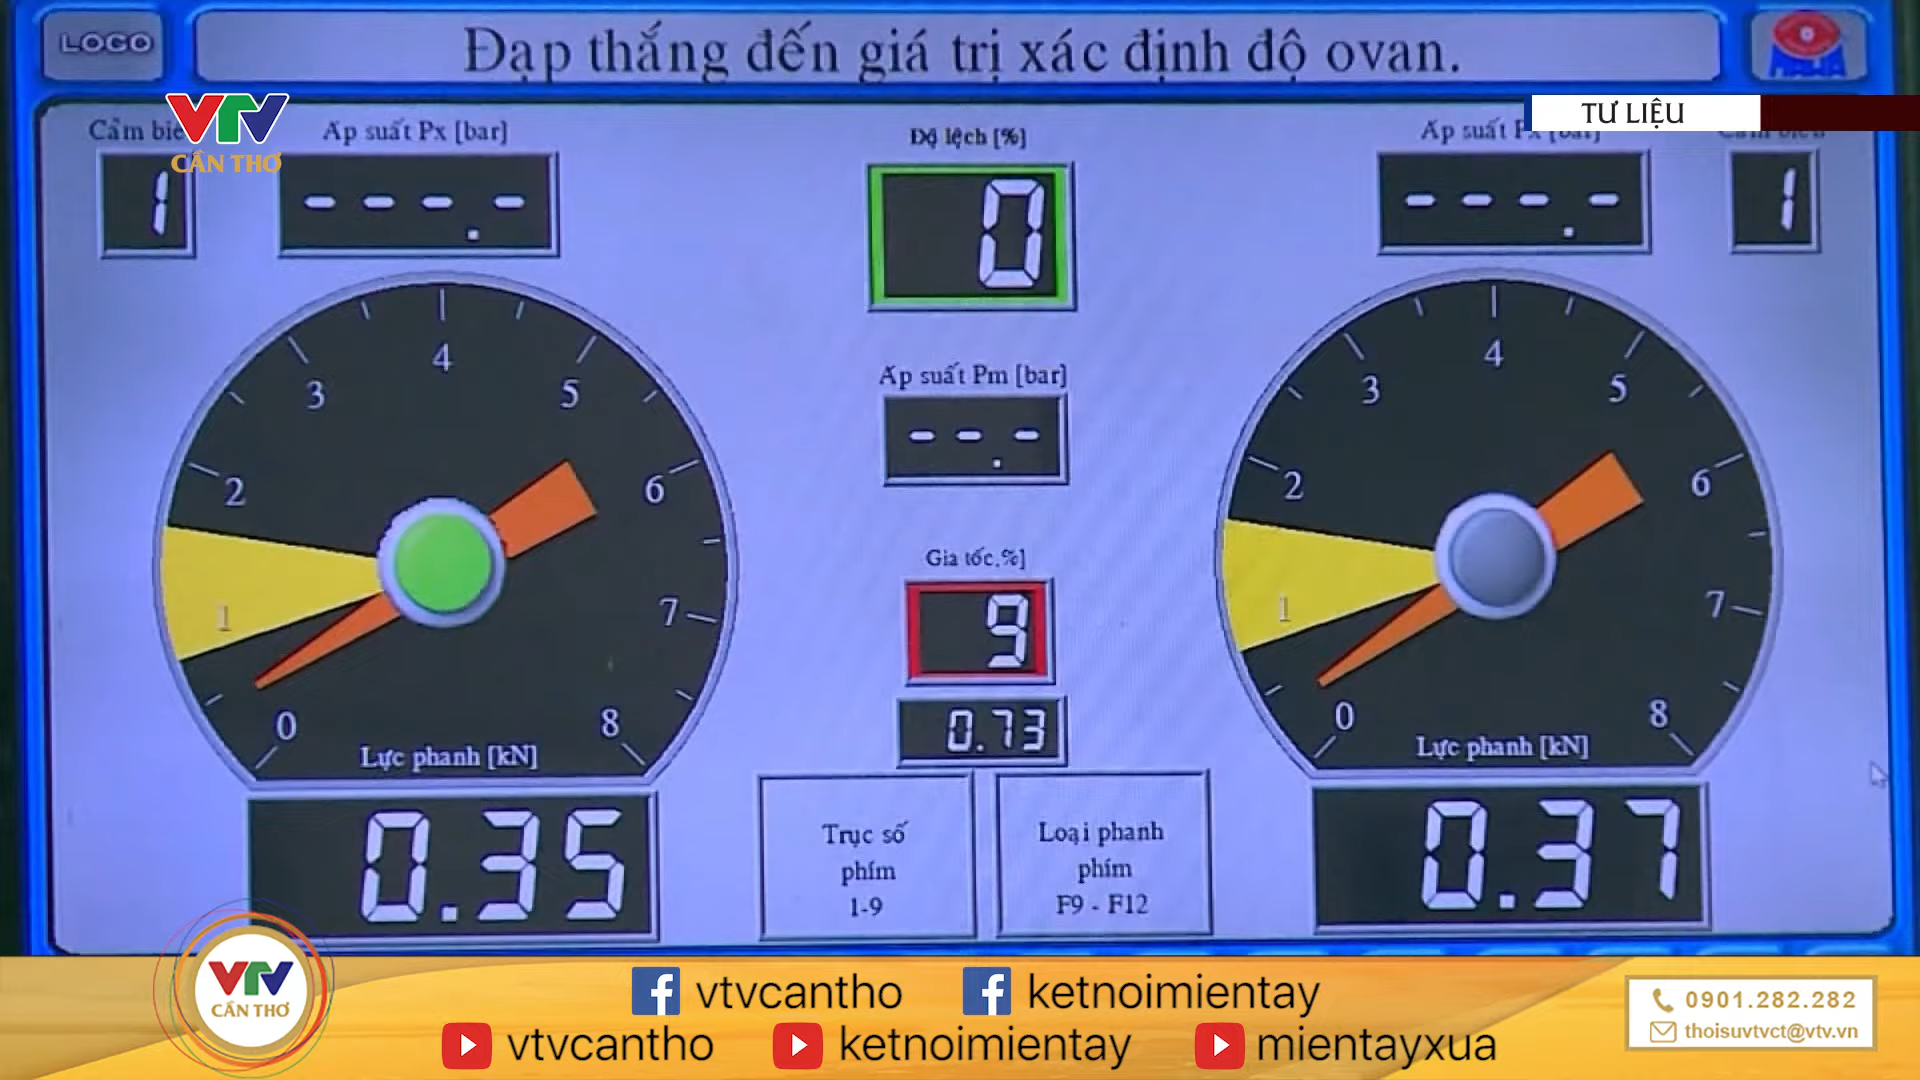 LOGO
Đạp thắng đến giá trị xác định độ ovan.
MAHA
VTV
CẦN THƠ
TƯ LIỆU
Áp suất Px [bar]
Độ lệch [%]
Áp suất Px [bar]
Cảm biến
1
----.-
0
----.-
1
Áp suất Pm [bar]
---.-
Gia tốc.%]
9
0.73
0 1 2 3 4 5 6 7 8
Lực phanh [kN]
0.35
0 1 2 3 4 5 6 7 8
Lực phanh [kN]
0.37
Trục số
phím
1-9
Loại phanh
phím
F9 - F12
VTV
CẦN THƠ
vtvcantho
ketnoimientay
vtvcantho
ketnoimientay
mientayxua
0901.282.282
thoisuvtvct@vtv.vn